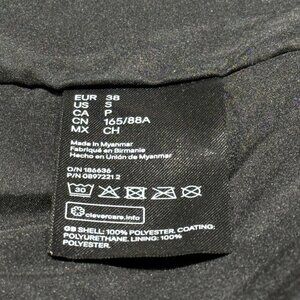 EUR 38
US S
CA P
CN 165/88A
MX CH
Made in Myanmar
Fabriqué en Birmanie
Hecho en Unión de Myanmar
O/N 186636
P/N 0897221 2
30
clevercare.info
GB SHELL: 100% POLYESTER, COATING:
POLYURETHANE. LINING: 100%
POLYESTER.